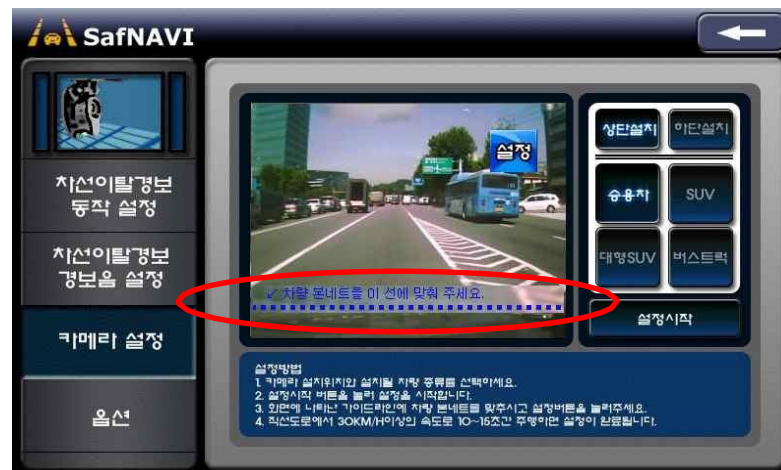 SafNAVI
차선이탈경보
동작 설정
차선이탈경보
경보음 설정
카메라 설정
옵션
설정
✓ 차량 본네트를 이 선에 맞춰 주세요.
상단설치
하단설치
승용차
SUV
대형SUV
버스트럭
설정시작
설정방법
1. 카메라 설치위치와 설치될 차량 종류를 선택하세요.
2. 설정시작 버튼을 눌러 설정을 시작합니다.
3. 화면에 나타난 가이드라인에 차량 본네트를 맞추시고 설정버튼을 눌러주세요.
4. 직선도로에서 30KM/H이상의 속도로 10~15초간 주행하면 설정이 완료됩니다.